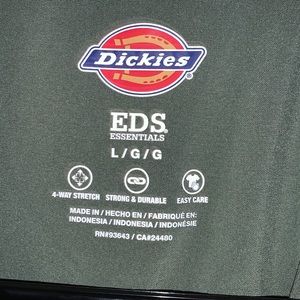 Dickies
EDS.
ESSENTIALS
L/G/G
4-WAY STRETCH
STRONG & DURABLE
EASY CARE
MADE IN / HECHO EN / FABRIQUÉ EN:
INDONESIA / INDONESIA / INDONÉSIE
RN#93643 / CA#24480